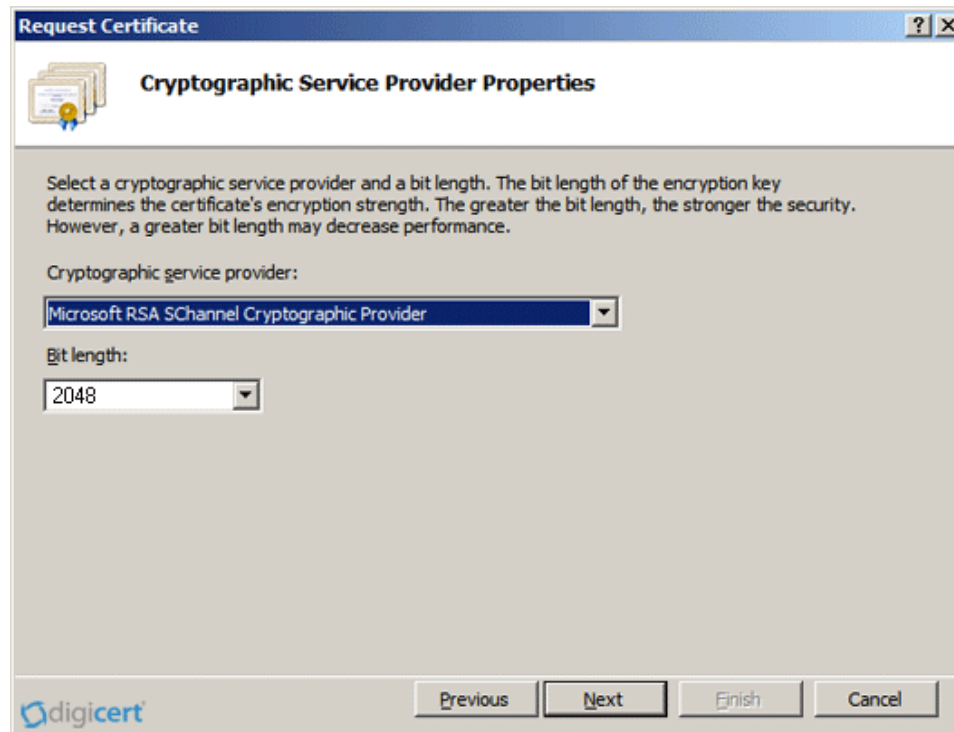 Request Certificate
Cryptographic Service Provider Properties
Select a cryptographic service provider and a bit length. The bit length of the encryption key
determines the certificate's encryption strength. The greater the bit length, the stronger the security.
However, a greater bit length may decrease performance.
Cryptographic service provider:
Microsoft RSA SChannel Cryptographic Provider
Bit length:
2048
digicert
Previous Next Finish Cancel